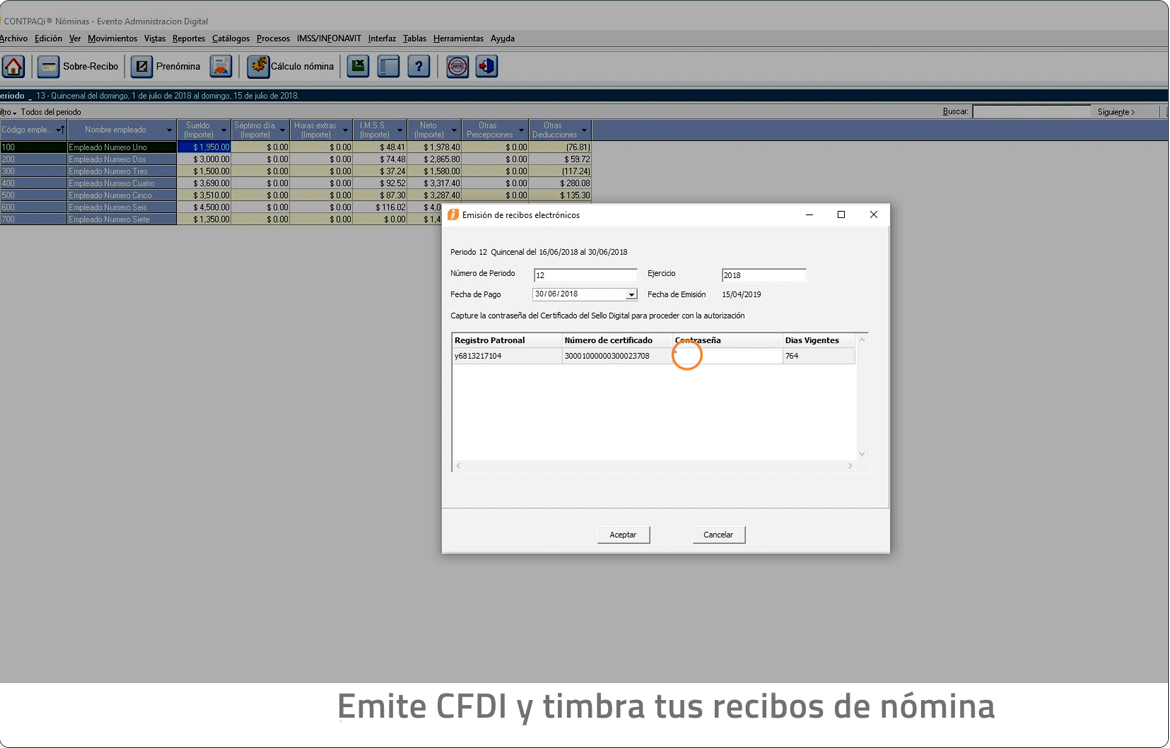 CONTPAQi® Nóminas - Evento Administracion Digital
Archivo Edición Ver Movimientos Vistas Reportes Catálogos Procesos IMSS/INFONAVIT Interfaz Tablas Herramientas Ayuda
Sobre-Recibo Prenómina Cálculo nómina ?
eriodo 13 - Quincenal del domingo, 1 de julio de 2018 al domingo, 15 de julio de 2018.
ltro Todos del periodo Buscar: Siguiente >
Código emple... Nombre empleado Sueldo (Importe) Séptimo día (Importe) Horas extras (Importe) I.M.S.S. (Importe) Neto (Importe) Otras Percepciones Otras Deducciones
100 Empleado Numero Uno $ 1,950.00 $ 0.00 $ 0.00 $ 48.41 $ 1,978.40 $ 0.00 (76.81)
200 Empleado Numero Dos $ 3,000.00 $ 0.00 $ 0.00 $ 74.48 $ 2,865.80 $ 0.00 $ 59.72
300 Empleado Numero Tres $ 1,500.00 $ 0.00 $ 0.00 $ 37.24 $ 1,580.00 $ 0.00 (117.24)
400 Empleado Numero Cuatro $ 3,690.00 $ 0.00 $ 0.00 $ 92.52 $ 3,317.40 $ 0.00 $ 280.08
500 Empleado Numero Cinco $ 3,510.00 $ 0.00 $ 0.00 $ 87.30 $ 3,287.40 $ 0.00 $ 135.30
600 Empleado Numero Seis $ 4,500.00 $ 0.00 $ 0.00 $ 116.02 $ 4,0
700 Empleado Numero Siete $ 1,350.00 $ 0.00 $ 0.00 $ 0.00 $ 1,4
Emisión de recibos electrónicos
Periodo 12 Quincenal del 16/06/2018 al 30/06/2018
Número de Periodo 12 Ejercicio 2018
Fecha de Pago 30/06/2018 Fecha de Emisión 15/04/2019
Capture la contraseña del Certificado del Sello Digital para proceder con la autorización
Registro Patronal Número de certificado Contraseña Dias Vigentes
y6813217104 30001000000300023708 764
Aceptar Cancelar
Emite CFDI y timbra tus recibos de nómina